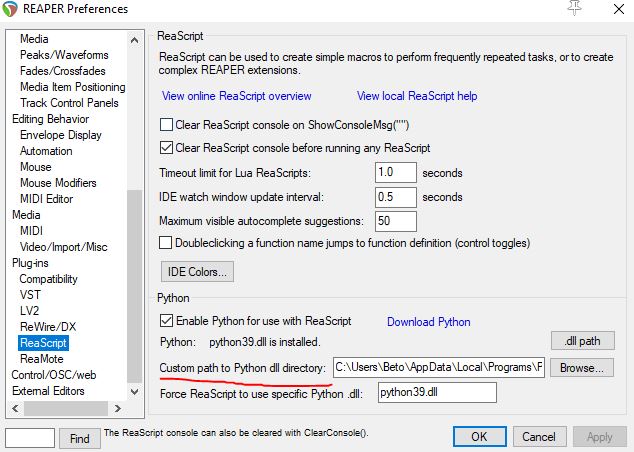 REAPER Preferences
Media
Peaks/Waveforms
Fades/Crossfades
Media Item Positioning
Track Control Panels
Editing Behavior
Envelope Display
Automation
Mouse
Mouse Modifiers
MIDI Editor
Media
MIDI
Video/Import/Misc
Plug-ins
Compatibility
VST
LV2
ReWire/DX
ReaScript
ReaMote
Control/OSC/web
External Editors
Find
ReaScript
ReaScript can be used to create simple macros to perform frequently repeated tasks, or to create
complex REAPER extensions.
View online ReaScript overview View local ReaScript help
Clear ReaScript console on ShowConsoleMsg("")
Clear ReaScript console before running any ReaScript
Timeout limit for Lua ReaScripts: 1.0 seconds
IDE watch window update interval: 0.5 seconds
Maximum visible autocomplete suggestions: 50
Doubleclicking a function name jumps to function definition (control toggles)
IDE Colors...
Python
Enable Python for use with ReaScript Download Python
Python: python39.dll is installed. .dll path
Custom path to Python dll directory: C:\Users\Beto\AppData\Local\Programs\P Browse...
Force ReaScript to use specific Python .dll: python39.dll
The ReaScript console can also be cleared with ClearConsole().
OK Cancel Apply